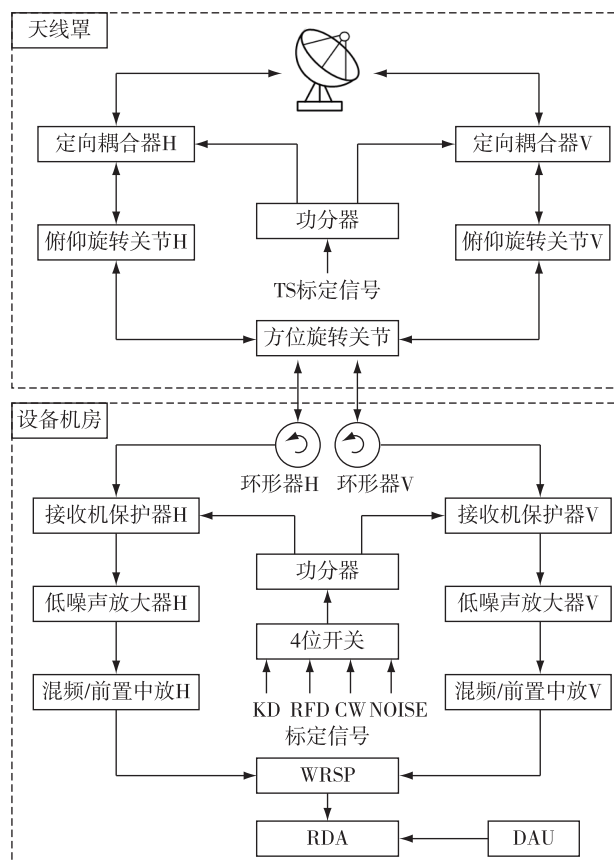 天线罩
定向耦合器H
定向耦合器V
功分器
俯仰旋转关节H
俯仰旋转关节V
TS标定信号
方位旋转关节
设备机房
环形器H
环形器V
接收机保护器H
接收机保护器V
功分器
低噪声放大器H
低噪声放大器V
4位开关
混频/前置中放H
混频/前置中放V
KD RFD CW NOISE
标定信号
WRSP
RDA
DAU